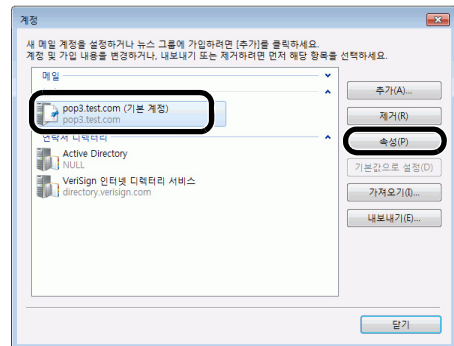 계정
새 메일 계정을 설정하거나 뉴스 그룹에 가입하려면 [추가]를 클릭하세요.
계정 및 가입 내용을 변경하거나, 내보내기 또는 제거하려면 먼저 해당 항목을 선택하세요.
메일
pop3.test.com (기본 계정)
pop3.test.com
연락처 디렉터리
Active Directory
NULL
VeriSign 인터넷 디렉터리 서비스
directory.verisign.com
추가(A)...
제거(R)
속성(P)
기본값으로 설정(D)
가져오기(I)...
내보내기(E)...
닫기